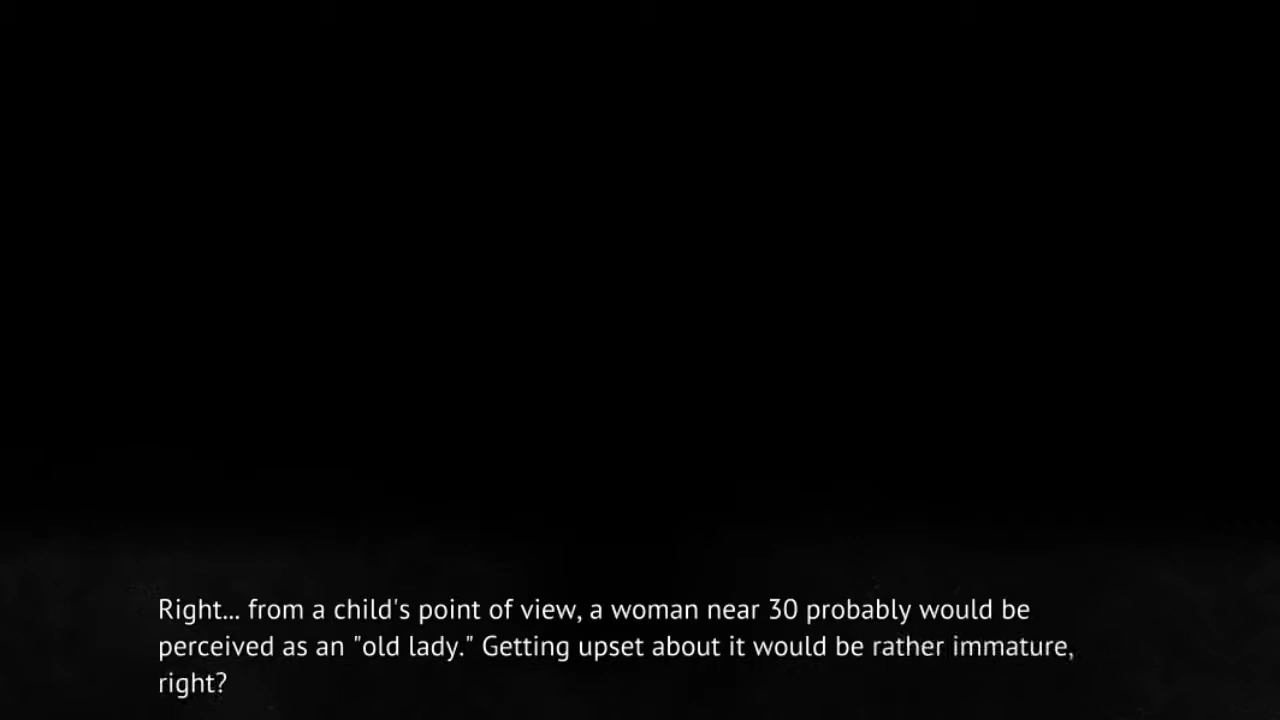 Right... from a child's point of view, a woman near 30 probably would be
perceived as an "old lady." Getting upset about it would be rather immature,
right?